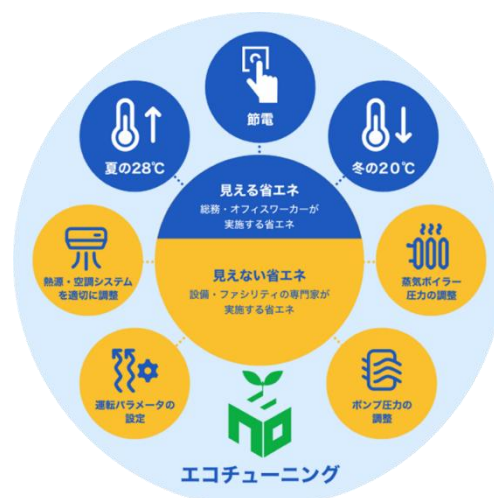 節電
夏の28℃
冬の20℃
見える省エネ
総務・オフィスワーカーが
実施する省エネ
見えない省エネ
設備・ファシリティの専門家が
実施する省エネ
熱源・空調システム
を適切に調整
蒸気ボイラー
圧力の調整
運転パラメータの
設定
ポンプ圧力の
調整
エコチューニング